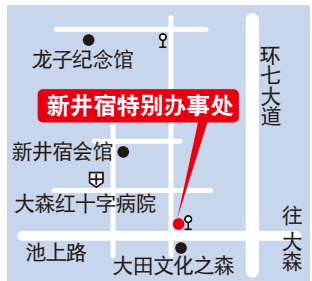 龙子纪念馆
环七大道
新井宿特别办事处
新井宿会馆
大森红十字病院
往大森
池上路
大田文化之森